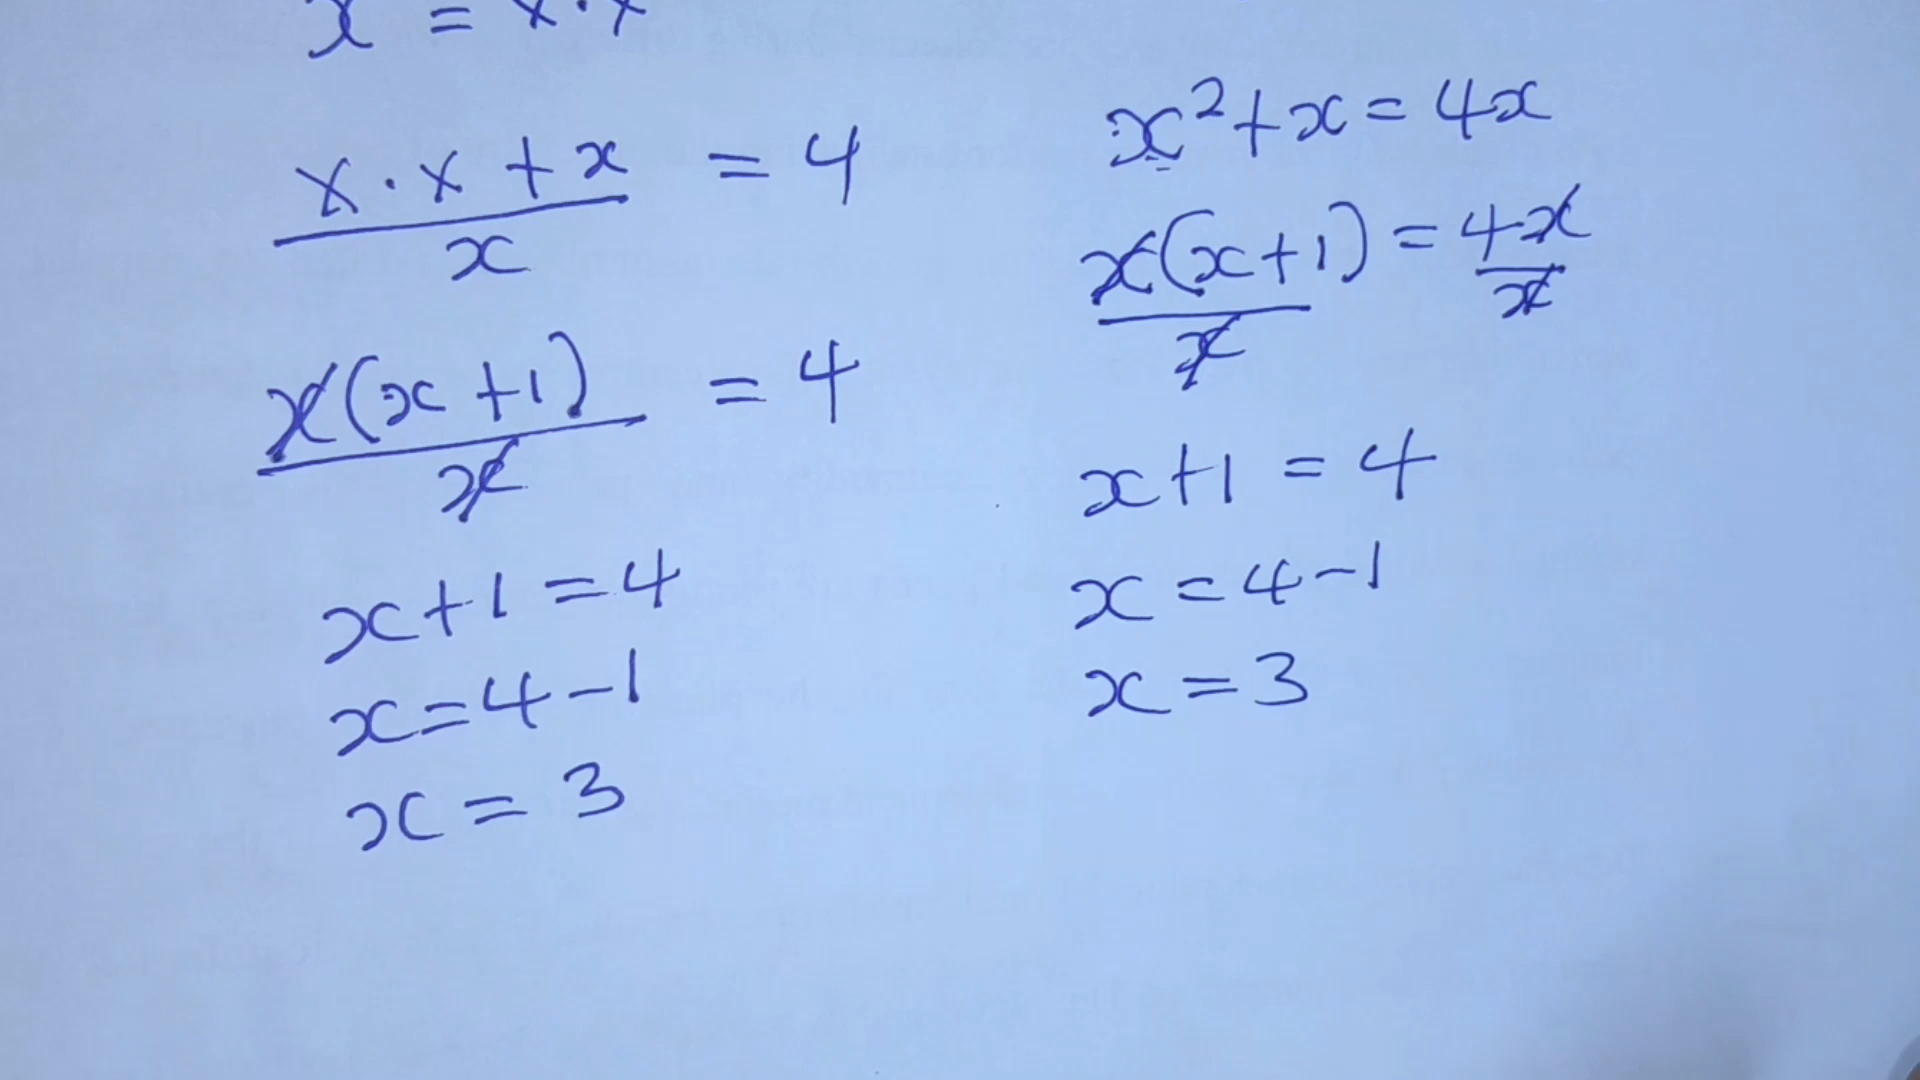 x = x·x
x·x + x = 4
x
x(x+1) = 4
x
x+1 = 4
x = 4-1
x = 3
x² + x = 4x
x(x+1) = 4x
x x
x+1 = 4
x = 4-1
x = 3